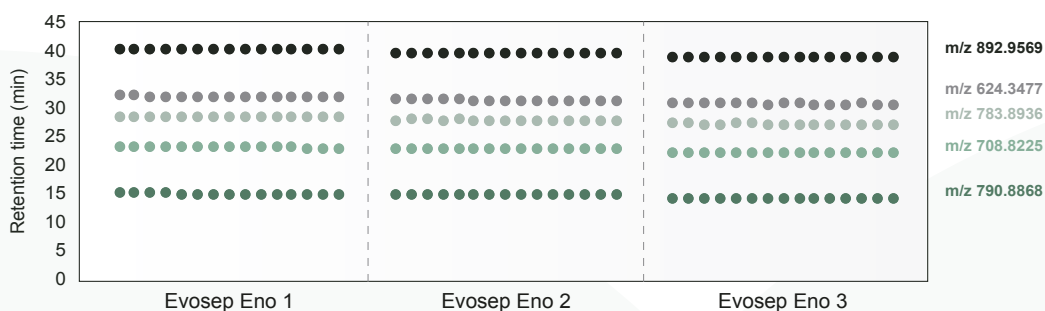 Retention time (min)
45
40
35
30
25
20
15
10
5
0
m/z 892.9569
m/z 624.3477
m/z 783.8936
m/z 708.8225
m/z 790.8868
Evosep Eno 1
Evosep Eno 2
Evosep Eno 3